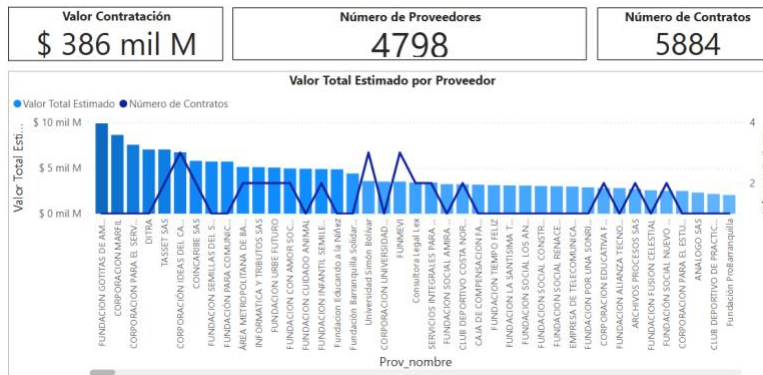 Valor Contratación
$ 386 mil M
Número de Proveedores
4798
Número de Contratos
5884
Valor Total Estimado por Proveedor
Valor Total Estimado
Número de Contratos
Valor Total Esti...
$ 10 mil M
$ 5 mil M
$ 0 mil M
4
2
FUNDACION GOTITAS DE AM...
CORPORACION MARFIL
CORPORACION PARA EL SERV...
DITRA
TASSET SAS
CORPORACIÓN IDEAS DEL CA...
COINCARIBE SAS
FUNDACION SEMILLAS DEL S...
FUNDACION PARA COMUNIC...
ÁREA METROPOLITANA DE BA...
INFORMATICA Y TRIBUTOS SAS
FUNDACION URBE FUTURO
FUNDACION CON AMOR SOC...
FUNDACION CUIDADO ANIMAL
FUNDACION INFANTIL SEMILE...
Fundacion Educando a la Niñez
Fundación Barranquilla Solidar...
Universidad Simón Bolívar
CORPORACION UNIVERSIDAD ...
FUNMEVI
Consultora Legal Lex
SERVICIOS INTEGRALES PARA ...
FUNDACION SOCIAL AMIRA ...
CLUB DEPORTIVO COSTA NOR...
CAJA DE COMPENSACION FA...
FUNDACION TIEMPO FELIZ
FUNDACION LA SANTISIMA T...
FUNDACION SOCIAL LOS AN...
FUNDACION SOCIAL CONSTR...
FUNDACION SOCIAL RENACE...
EMPRESA DE TELECOMUNICA...
FUNDACION POR UNA SONRI...
CORPORACION EDUCATIVA F...
FUNDACION ALIANZA TECNO...
ARCHIVOS PROCESOS SAS
FUNDACION FUSION CELESTIAL
FUNDACIÓN SOCIAL NUEVO ...
CORPORACION PARA EL ESTU...
ANALOGO SAS
CLUB DEPORTIVO DE PRACTIC...
Fundación ProBarranquilla
Prov_nombre